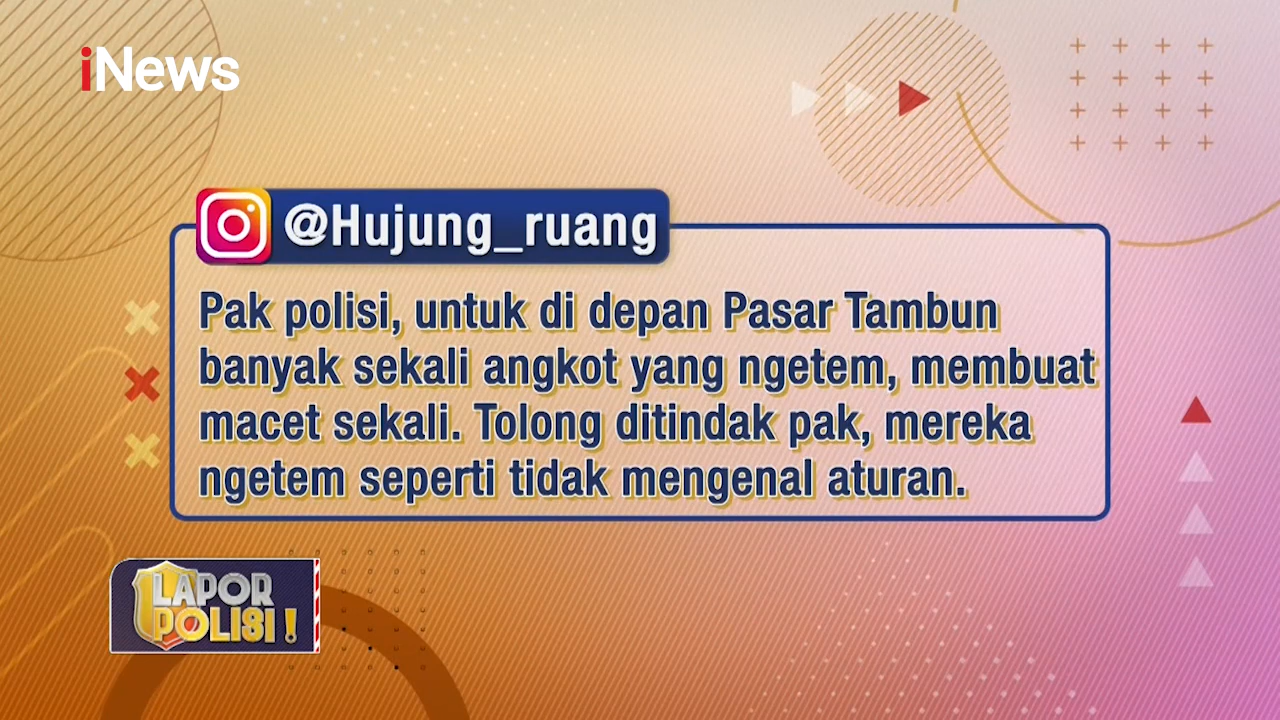 iNews
@Hujung_ruang
Pak polisi, untuk di depan Pasar Tambun
banyak sekali angkot yang ngetem, membuat
macet sekali. Tolong ditindak pak, mereka
ngetem seperti tidak mengenal aturan.
LAPOR
POLISI !